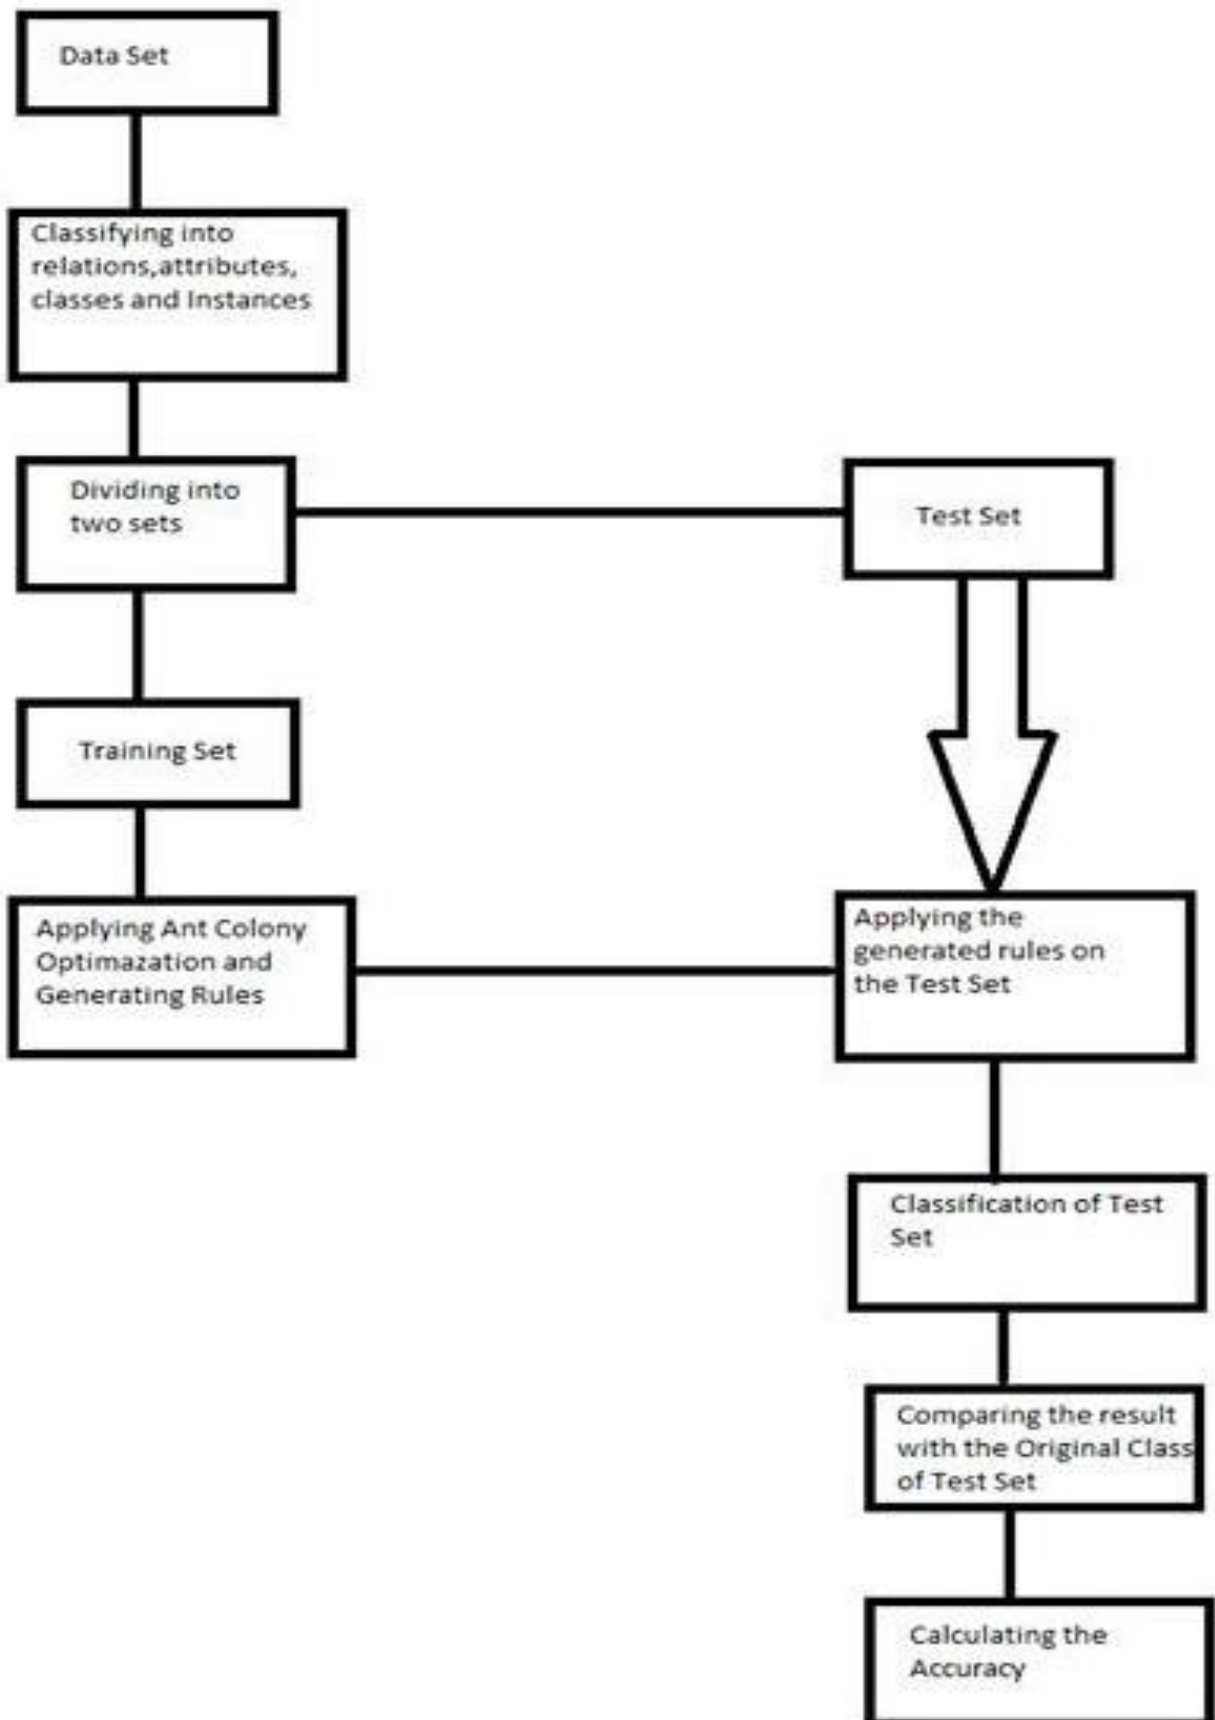 Data Set
Classifying into
relations,attributes,
classes and Instances
Dividing into
two sets
Test Set
Training Set
Applying Ant Colony
Optimazation and
Generating Rules
Applying the
generated rules on
the Test Set
Classification of Test
Set
Comparing the result
with the Original Class
of Test Set
Calculating the
Accuracy